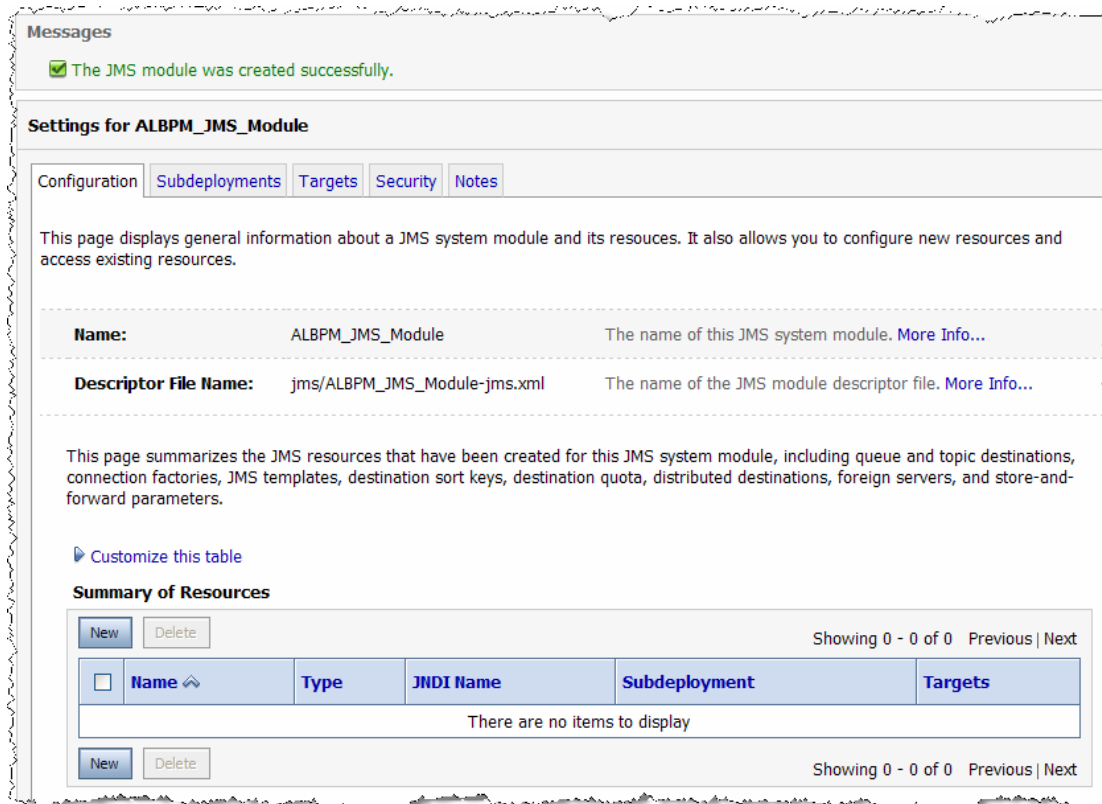 Messages
The JMS module was created successfully.
Settings for ALBPM_JMS_Module
Configuration Subdeployments Targets Security Notes
This page displays general information about a JMS system module and its resouces. It also allows you to configure new resources and
access existing resources.
Name: ALBPM_JMS_Module The name of this JMS system module. More Info...
Descriptor File Name: jms/ALBPM_JMS_Module-jms.xml The name of the JMS module descriptor file. More Info...
This page summarizes the JMS resources that have been created for this JMS system module, including queue and topic destinations,
connection factories, JMS templates, destination sort keys, destination quota, distributed destinations, foreign servers, and store-and-
forward parameters.
Customize this table
Summary of Resources
New Delete Showing 0 - 0 of 0 Previous | Next
Name Type JNDI Name Subdeployment Targets
There are no items to display
New Delete Showing 0 - 0 of 0 Previous | Next